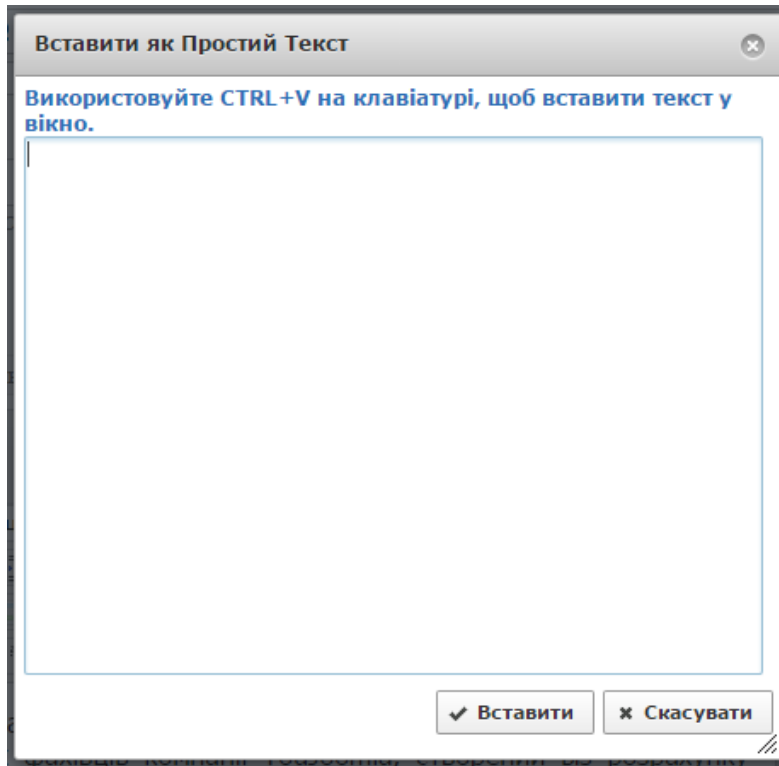 Вставити як Простий Текст
Використовуйте CTRL+V на клавіатурі, щоб вставити текст у
вікно.
Вставити
Скасувати